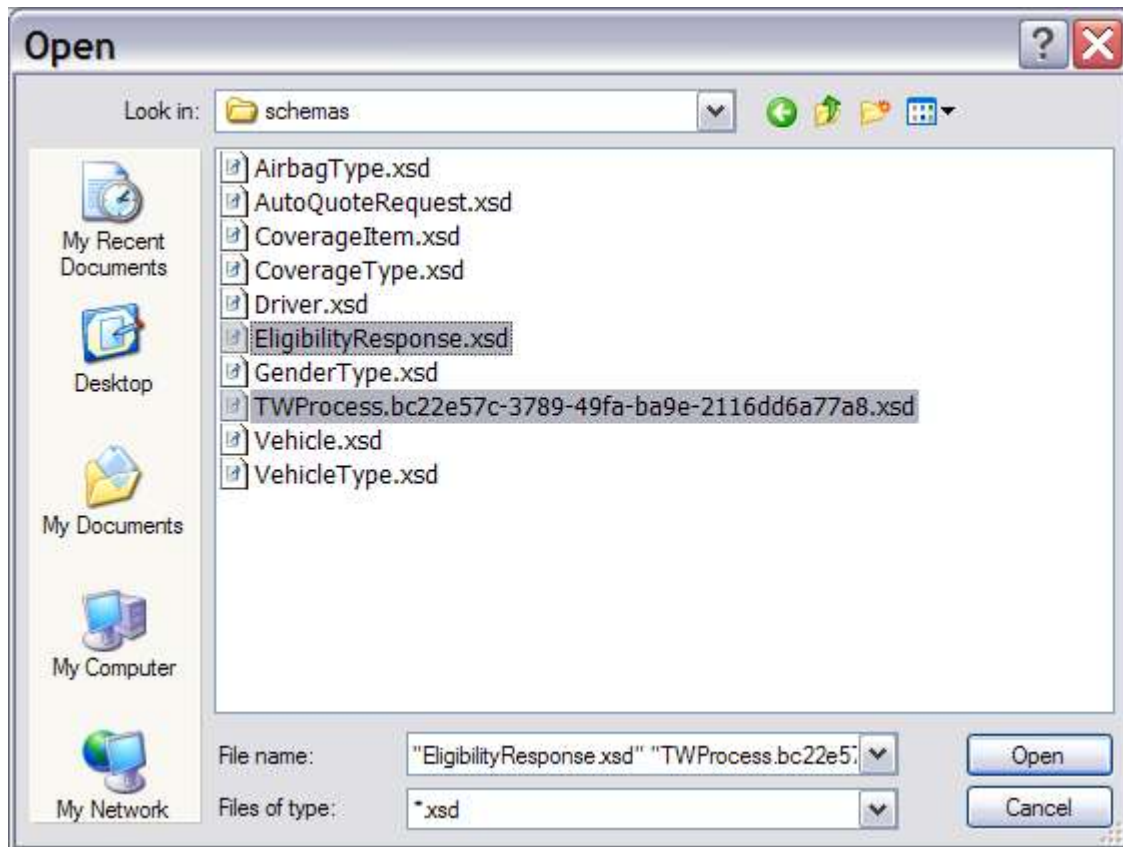 Open
Look in: schemas
My Recent
Documents
Desktop
My Documents
My Computer
My Network
AirbagType.xsd
AutoQuoteRequest.xsd
CoverageItem.xsd
CoverageType.xsd
Driver.xsd
EligibilityResponse.xsd
GenderType.xsd
TWProcess.bc22e57c-3789-49fa-ba9e-2116dd6a77a8.xsd
Vehicle.xsd
VehicleType.xsd
File name: "EligibilityResponse.xsd" "TWProcess.bc22e57 Open
Files of type: *.xsd Cancel